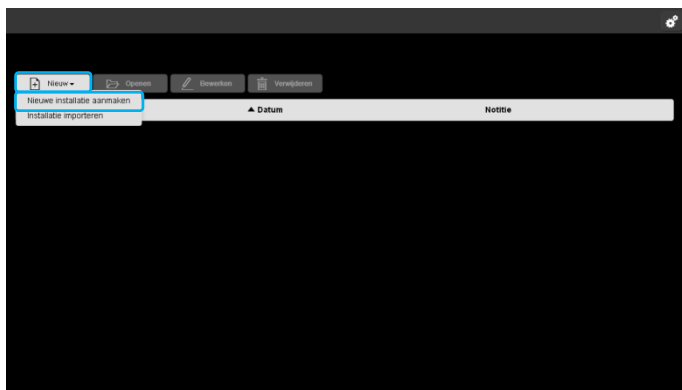 Nieuw Openen Bewerken Verwijderen
Nieuwe installatie aanmaken
Installatie importeren
Datum Notitie